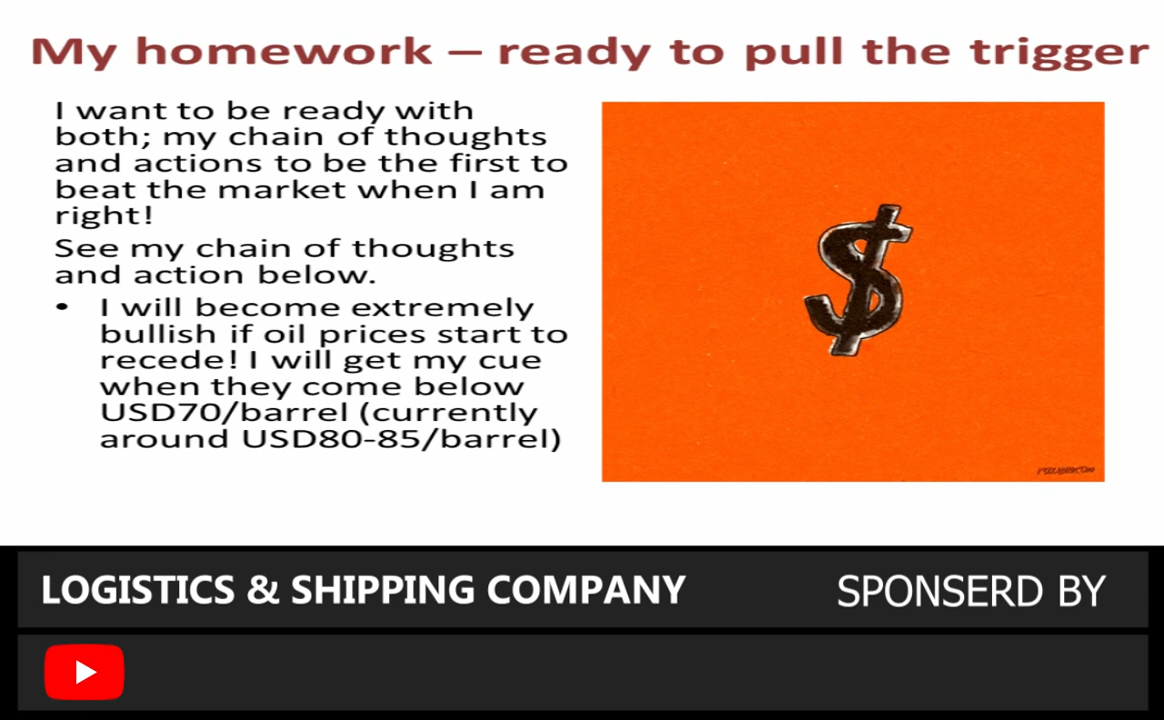 My homework – ready to pull the trigger
I want to be ready with
both; my chain of thoughts
and actions to be the first to
beat the market when I am
right!
See my chain of thoughts
and action below.
• I will become extremely
bullish if oil prices start to
recede! I will get my cue
when they come below
USD70/barrel (currently
around USD80-85/barrel)
$
LOGISTICS & SHIPPING COMPANY
SPONSERD BY